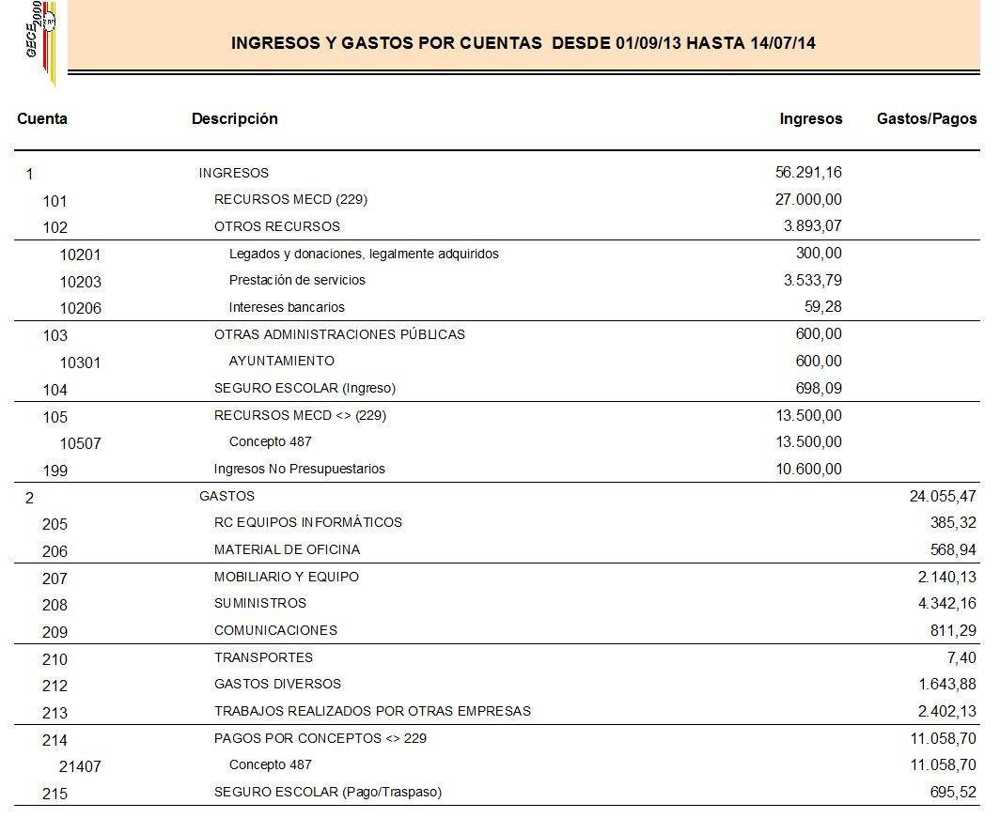 GECE 2000
INGRESOS Y GASTOS POR CUENTAS DESDE 01/09/13 HASTA 14/07/14
Cuenta Descripción Ingresos Gastos/Pagos
1 INGRESOS 56.291,16
101 RECURSOS MECD (229) 27.000,00
102 OTROS RECURSOS 3.893,07
10201 Legados y donaciones, legalmente adquiridos 300,00
10203 Prestación de servicios 3.533,79
10206 Intereses bancarios 59,28
103 OTRAS ADMINISTRACIONES PÚBLICAS 600,00
10301 AYUNTAMIENTO 600,00
104 SEGURO ESCOLAR (Ingreso) 698,09
105 RECURSOS MECD <> (229) 13.500,00
10507 Concepto 487 13.500,00
199 Ingresos No Presupuestarios 10.600,00
2 GASTOS 24.055,47
205 RC EQUIPOS INFORMÁTICOS 385,32
206 MATERIAL DE OFICINA 568,94
207 MOBILIARIO Y EQUIPO 2.140,13
208 SUMINISTROS 4.342,16
209 COMUNICACIONES 811,29
210 TRANSPORTES 7,40
212 GASTOS DIVERSOS 1.643,88
213 TRABAJOS REALIZADOS POR OTRAS EMPRESAS 2.402,13
214 PAGOS POR CONCEPTOS <> 229 11.058,70
21407 Concepto 487 11.058,70
215 SEGURO ESCOLAR (Pago/Traspaso) 695,52